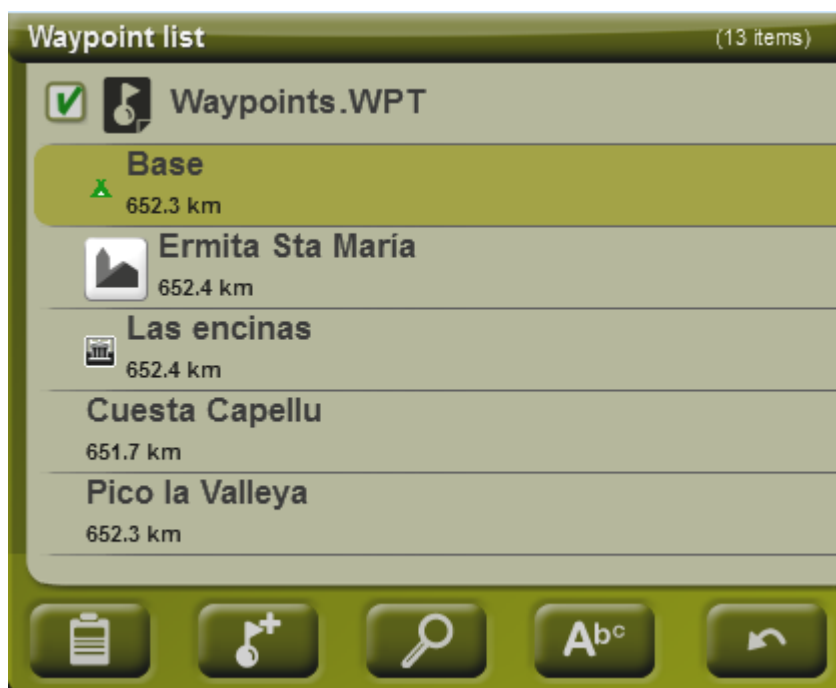 Waypoint list (13 items)
Waypoints.WPT
Base
652.3 km
Ermita Sta María
652.4 km
Las encinas
652.4 km
Cuesta Capellu
651.7 km
Pico la Valleya
652.3 km
Abc